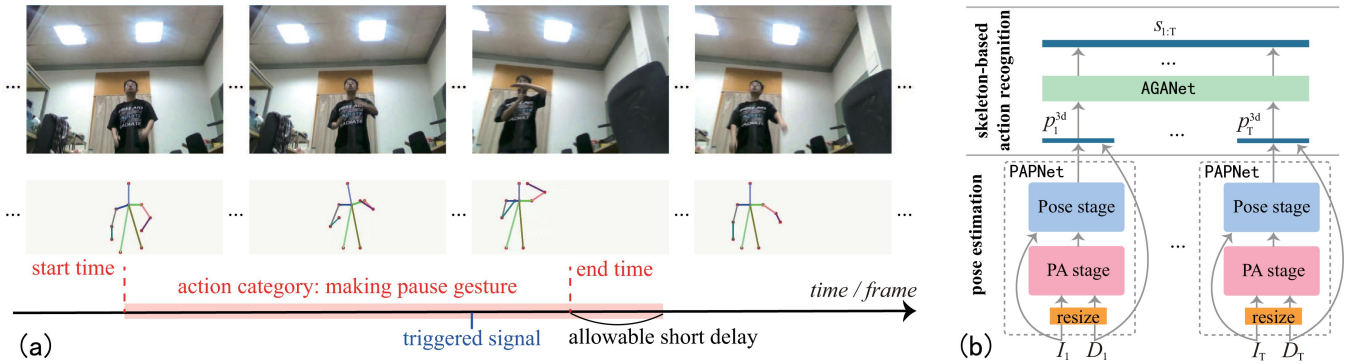 (a)
... ... ... ... ...
... ... ... ... ...
start time
end time
action category: making pause gesture
time / frame
triggered signal
allowable short delay
(b)
skeleton-based
action recognition
s1:T
...
AGANet
p1^3d ... pT^3d
pose estimation
PAPNet PAPNet
Pose stage Pose stage
...
PA stage PA stage
resize resize
I1 D1 IT DT